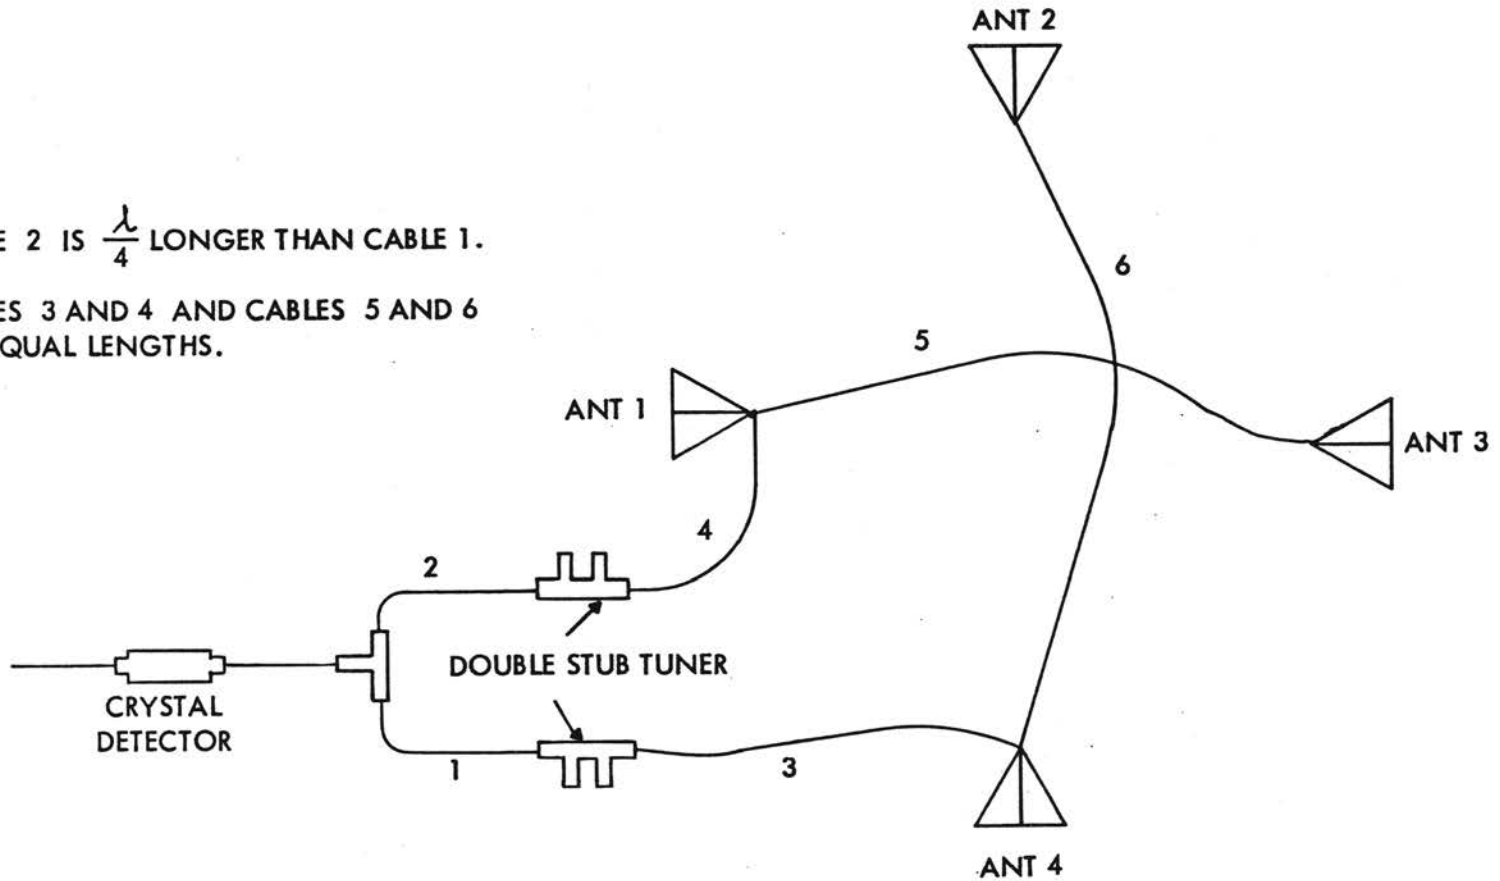 ANT 2
E 2 IS λ/4 LONGER THAN CABLE 1.
ES 3 AND 4 AND CABLES 5 AND 6
QUAL LENGTHS.
6
5
ANT 1
ANT 3
4
2
DOUBLE STUB TUNER
CRYSTAL
DETECTOR
1
3
ANT 4